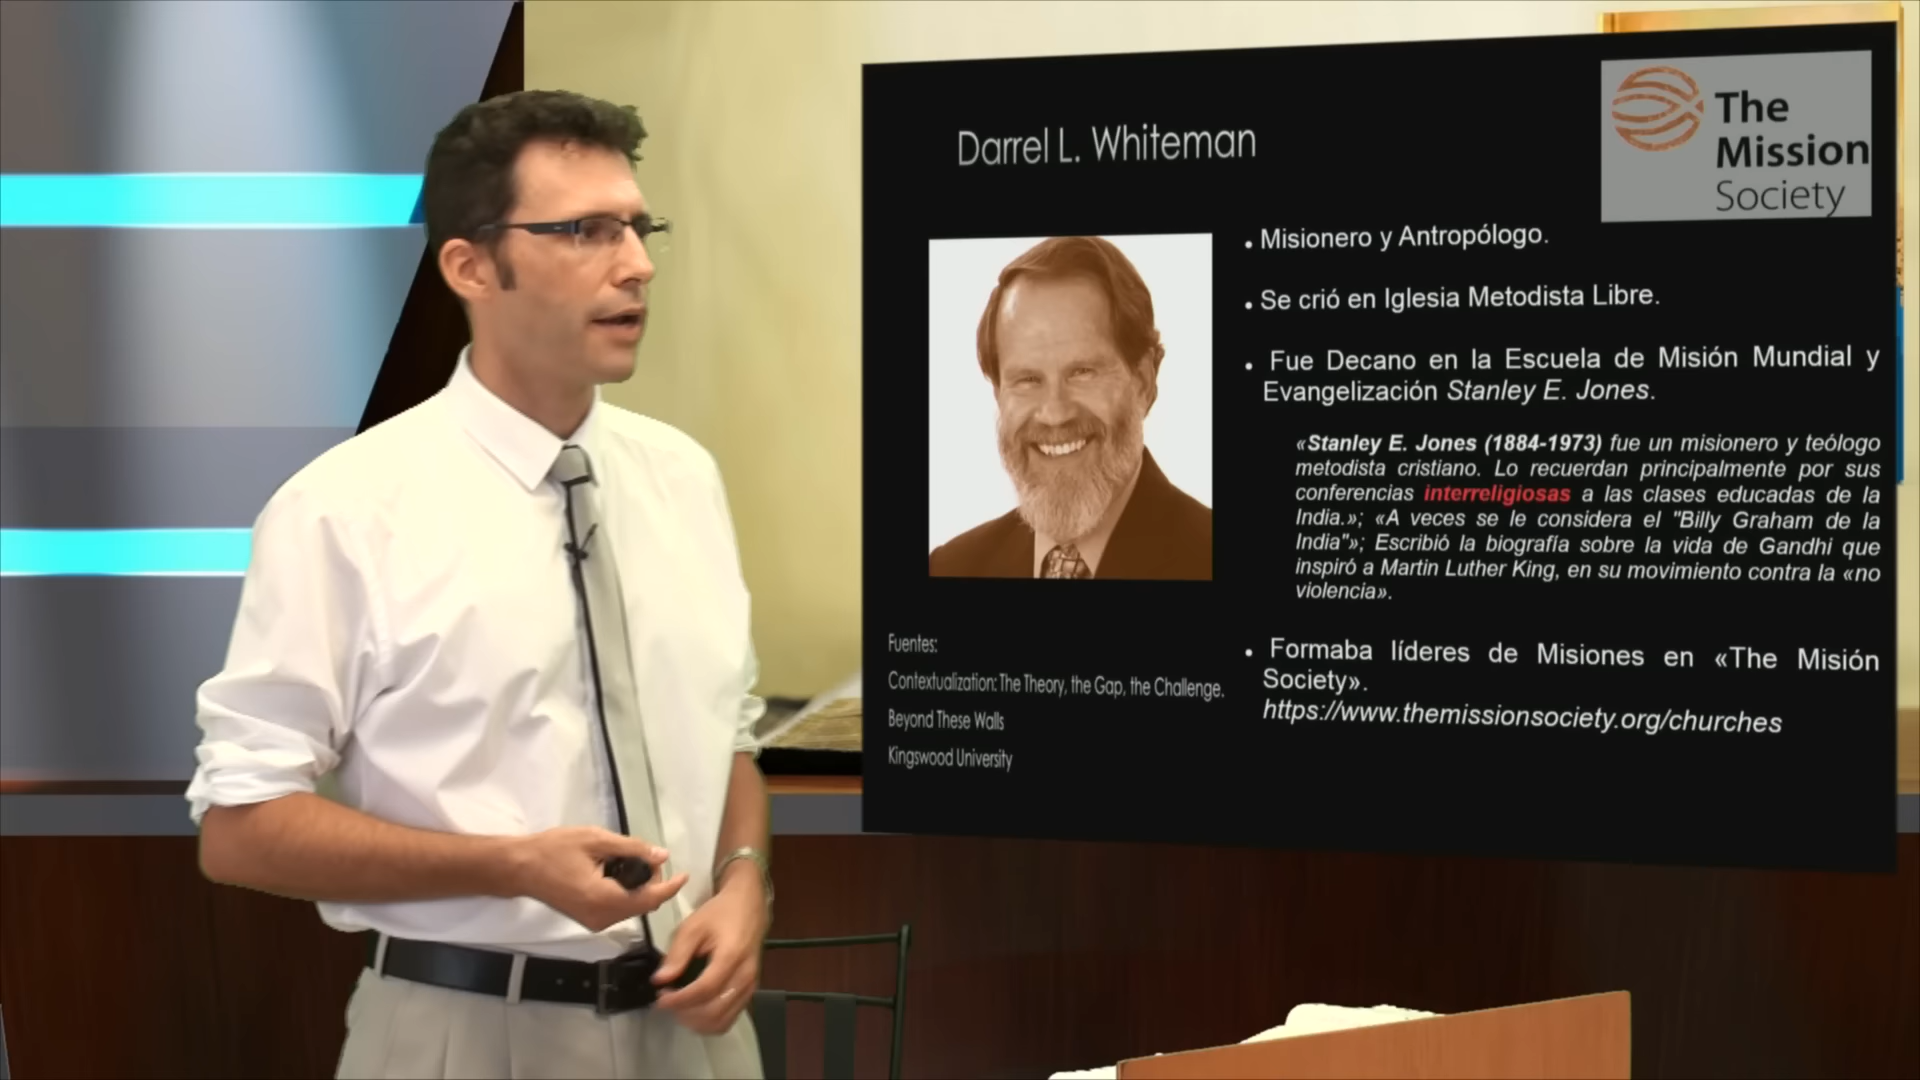 Darrel L. Whiteman
The
Mission
Society
• Misionero y Antropólogo.
• Se crió en Iglesia Metodista Libre.
• Fue Decano en la Escuela de Misión Mundial y
Evangelización Stanley E. Jones.
«Stanley E. Jones (1884-1973) fue un misionero y teólogo
metodista cristiano. Lo recuerdan principalmente por sus
conferencias interreligiosas a las clases educadas de la
India.»; «A veces se le considera el "Billy Graham de la
India"»; Escribió la biografía sobre la vida de Gandhi que
inspiró a Martin Luther King, en su movimiento contra la «no
violencia».
• Formaba líderes de Misiones en «The Misión
Society».
https://www.themissionsociety.org/churches
Fuentes:
Contextualization: The Theory, the Gap, the Challenge.
Beyond These Walls
Kingswood University